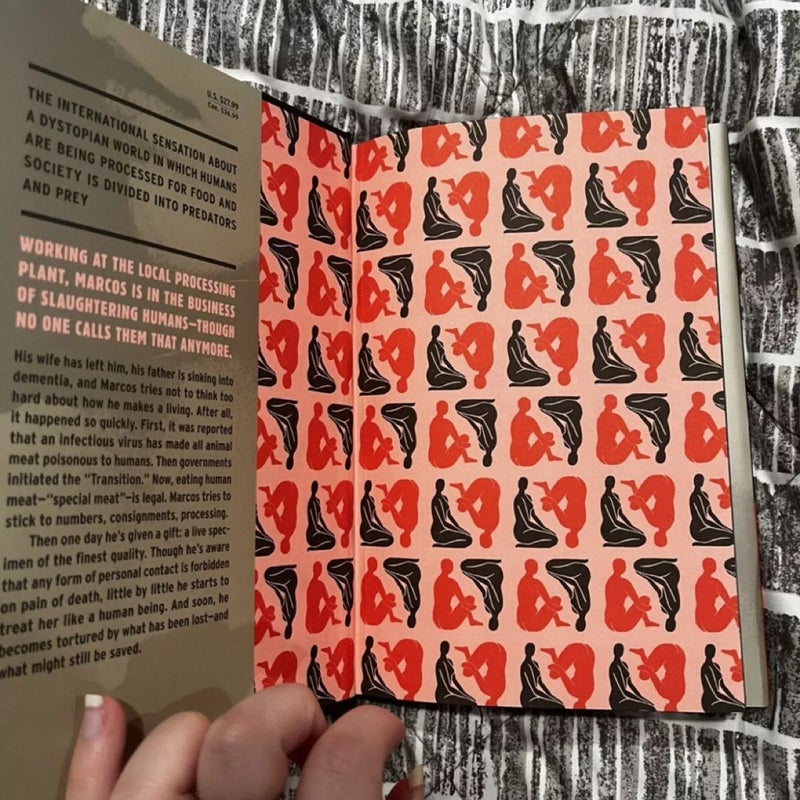 U.S. $27.99
Can. $36.99
THE INTERNATIONAL SENSATION ABOUT
A DYSTOPIAN WORLD IN WHICH HUMANS
ARE BEING PROCESSED FOR FOOD AND
SOCIETY IS DIVIDED INTO PREDATORS
AND PREY
WORKING AT THE LOCAL PROCESSING
PLANT, MARCOS IS IN THE BUSINESS
OF SLAUGHTERING HUMANS—THOUGH
NO ONE CALLS THEM THAT ANYMORE.
His wife has left him, his father is sinking into
dementia, and Marcos tries not to think too
hard about how he makes a living. After all,
it happened so quickly. First, it was reported
that an infectious virus has made all animal
meat poisonous to humans. Then governments
initiated the “Transition.” Now, eating human
meat—“special meat”—is legal. Marcos tries to
stick to numbers, consignments, processing.
Then one day he's given a gift: a live spec-
imen of the finest quality. Though he's aware
that any form of personal contact is forbidden
on pain of death, little by little he starts to
treat her like a human being. And soon, he
becomes tortured by what has been lost—and
what might still be saved.